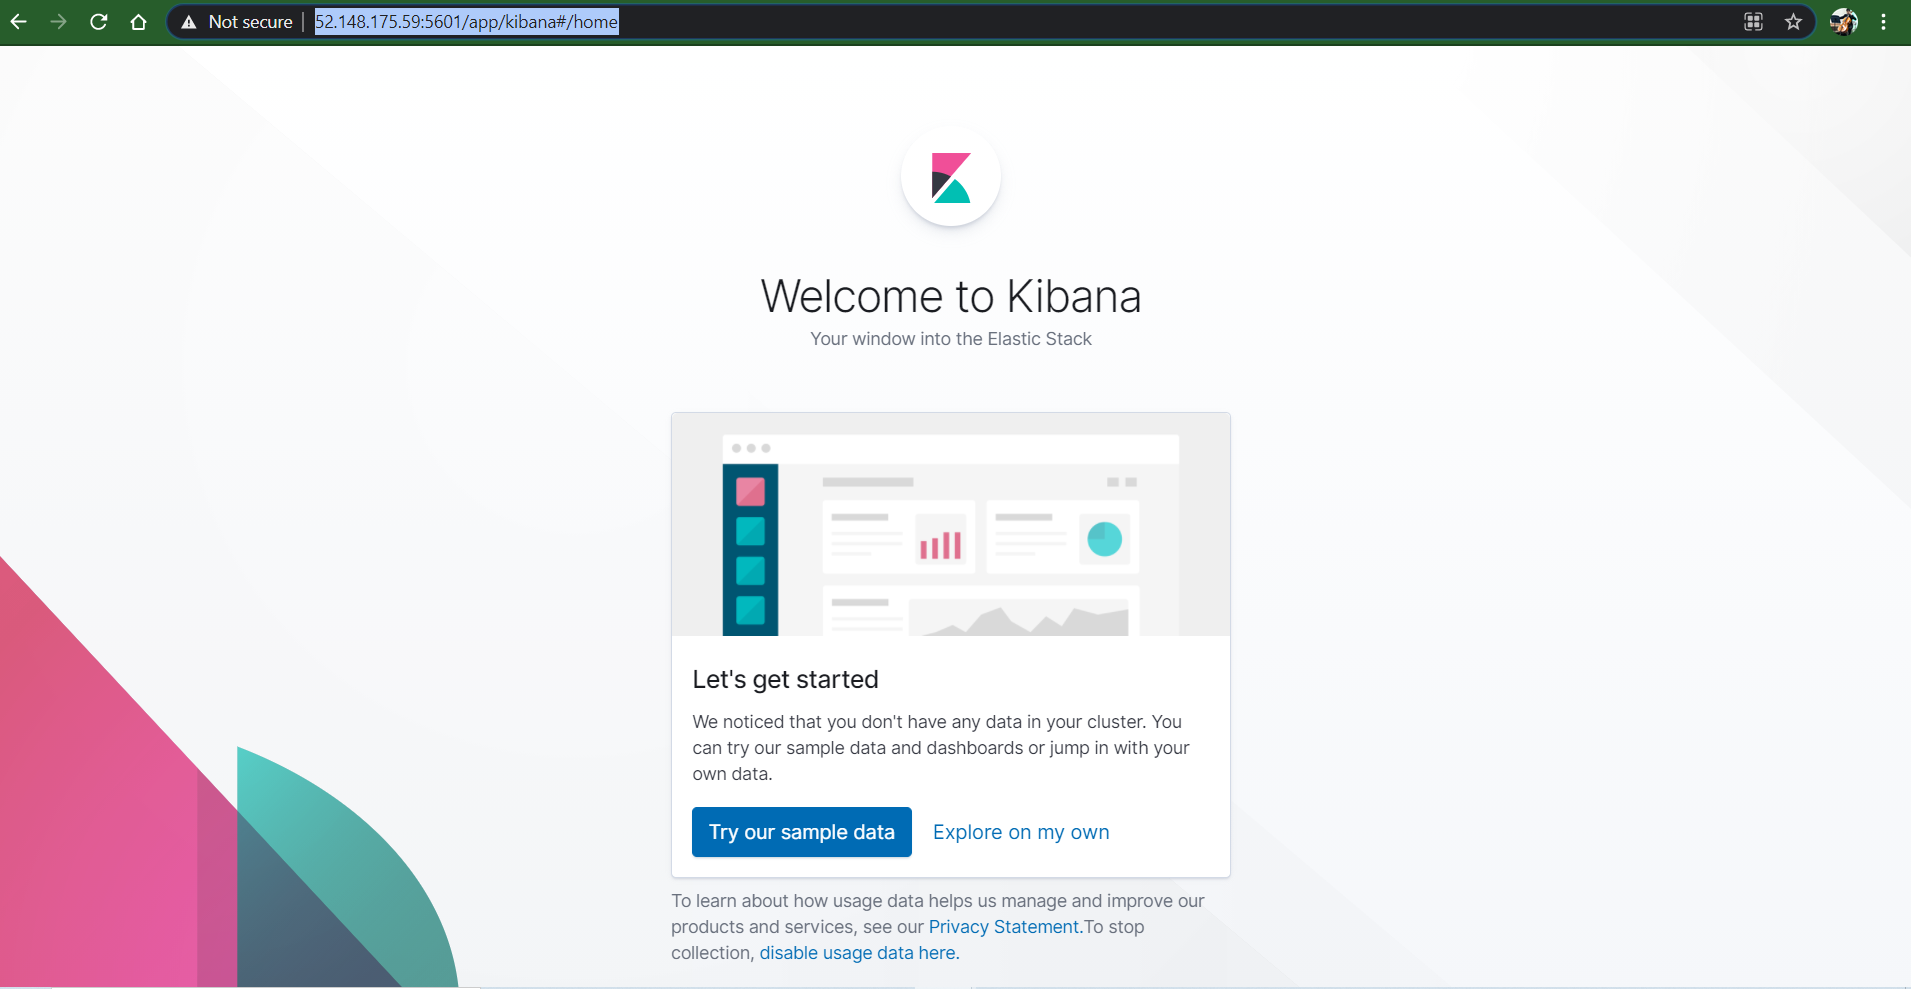 Not secure | 52.148.175.59:5601/app/kibana#/home
Welcome to Kibana
Your window into the Elastic Stack
Let's get started
We noticed that you don't have any data in your cluster. You
can try our sample data and dashboards or jump in with your
own data.
Try our sample data Explore on my own
To learn about how usage data helps us manage and improve our
products and services, see our Privacy Statement.To stop
collection, disable usage data here.